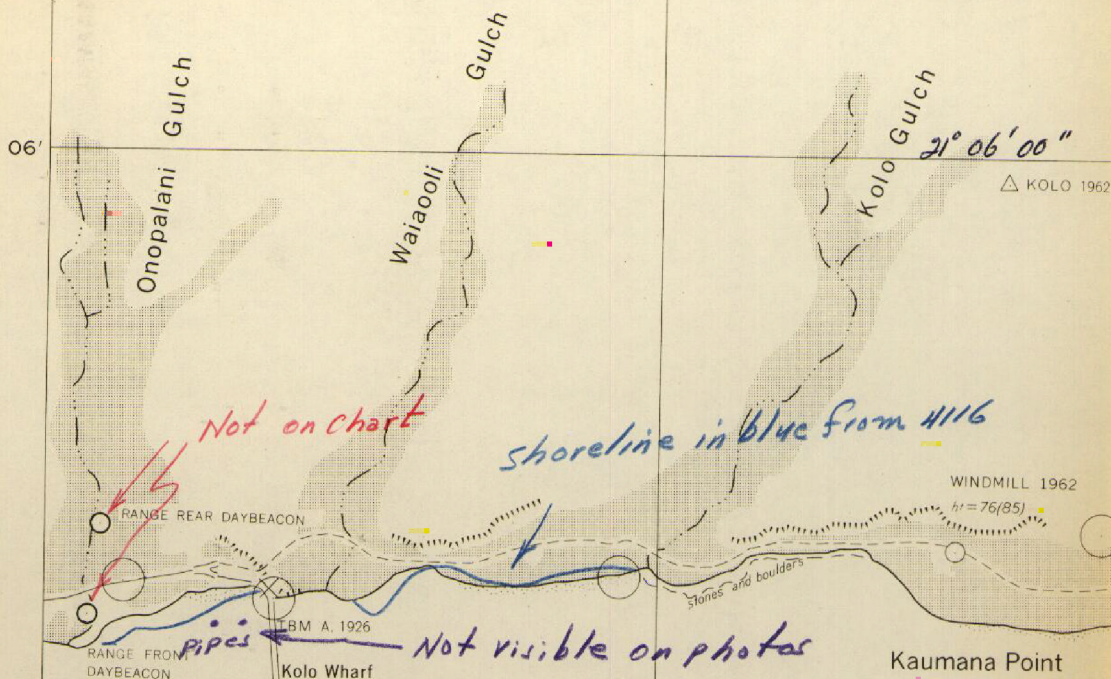 Gulch
Gulch
06'
Onopalani
Waiaooli
Kolo Gulch
21° 06' 00"
KOLO 1962
Not on chart
Shoreline in blue from 4116
WINDMILL 1962
ht=76(85)
RANGE REAR DAYBEACON
stones and boulders
TBM A, 1926
pipes
Not visible on photos
RANGE FRONT
DAYBEACON
Kolo Wharf
Kaumana Point